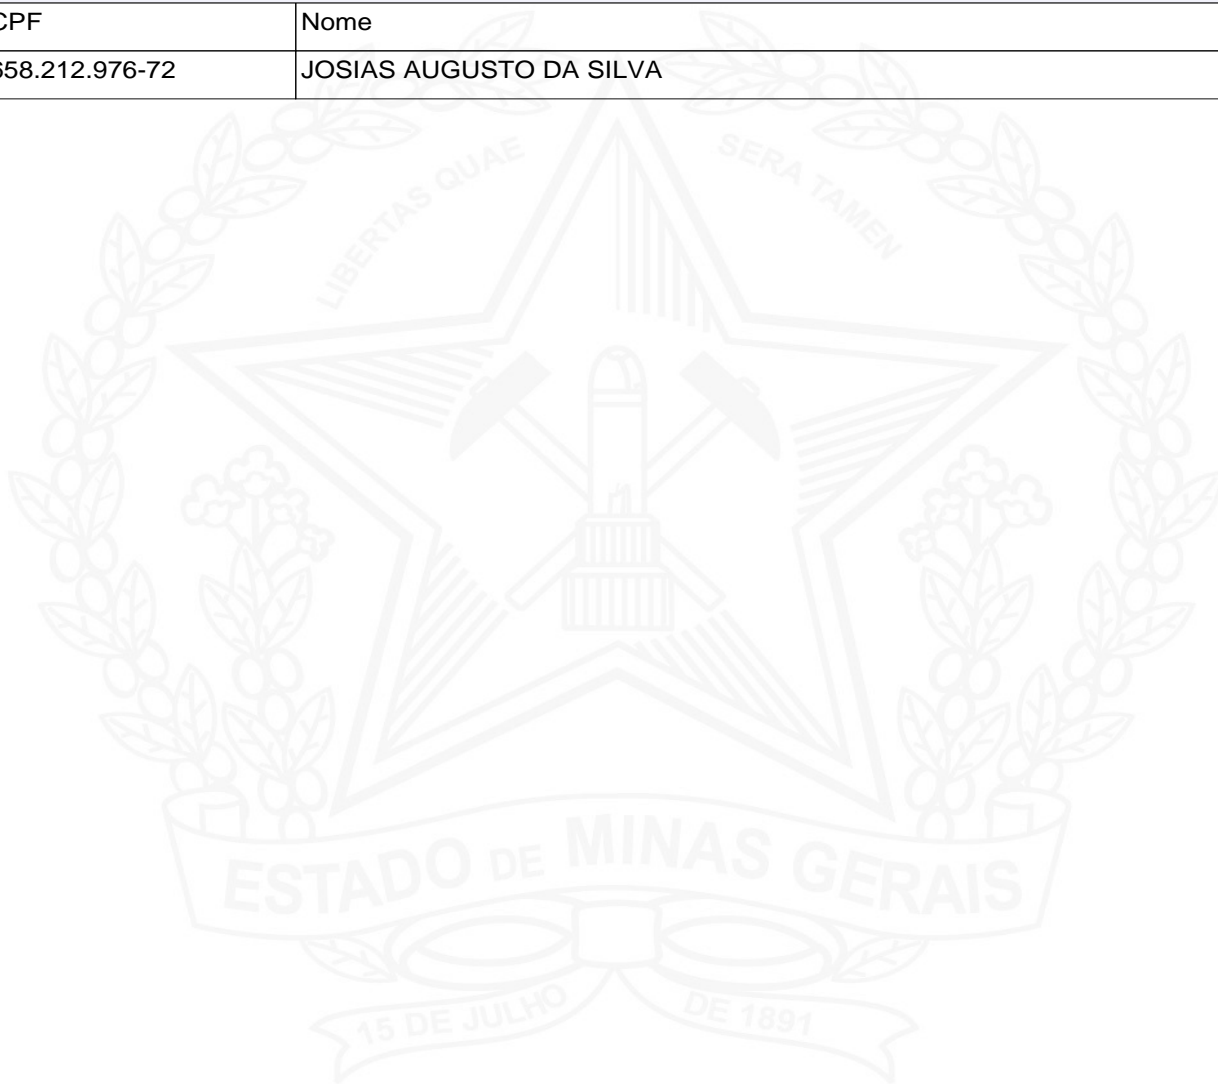 CPF Nome
658.212.976-72 JOSIAS AUGUSTO DA SILVA
LIBERTAS QUAE SERA TAMEN
ESTADO DE MINAS GERAIS
15 DE JULHO DE 1891